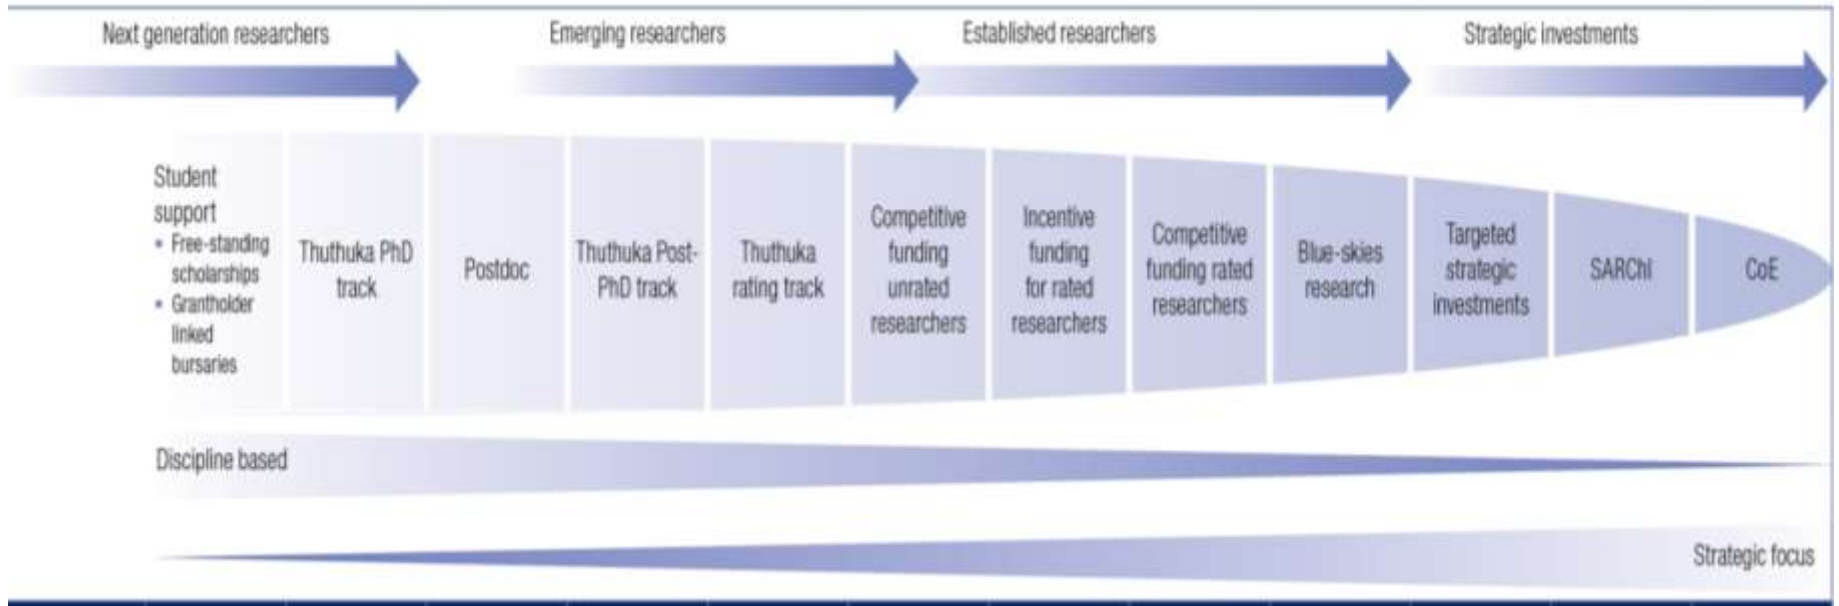 Next generation researchers
Emerging researchers
Established researchers
Strategic investments
Student
support
• Free-standing
scholarships
• Grantholder
linked
bursaries
Thuthuka PhD
track
Postdoc
Thuthuka Post-
PhD track
Thuthuka
rating track
Competitive
funding
unrated
researchers
Incentive
funding
for rated
researchers
Competitive
funding rated
researchers
Blue-skies
research
Targeted
strategic
investments
SARChI
CoE
Discipline based
Strategic focus